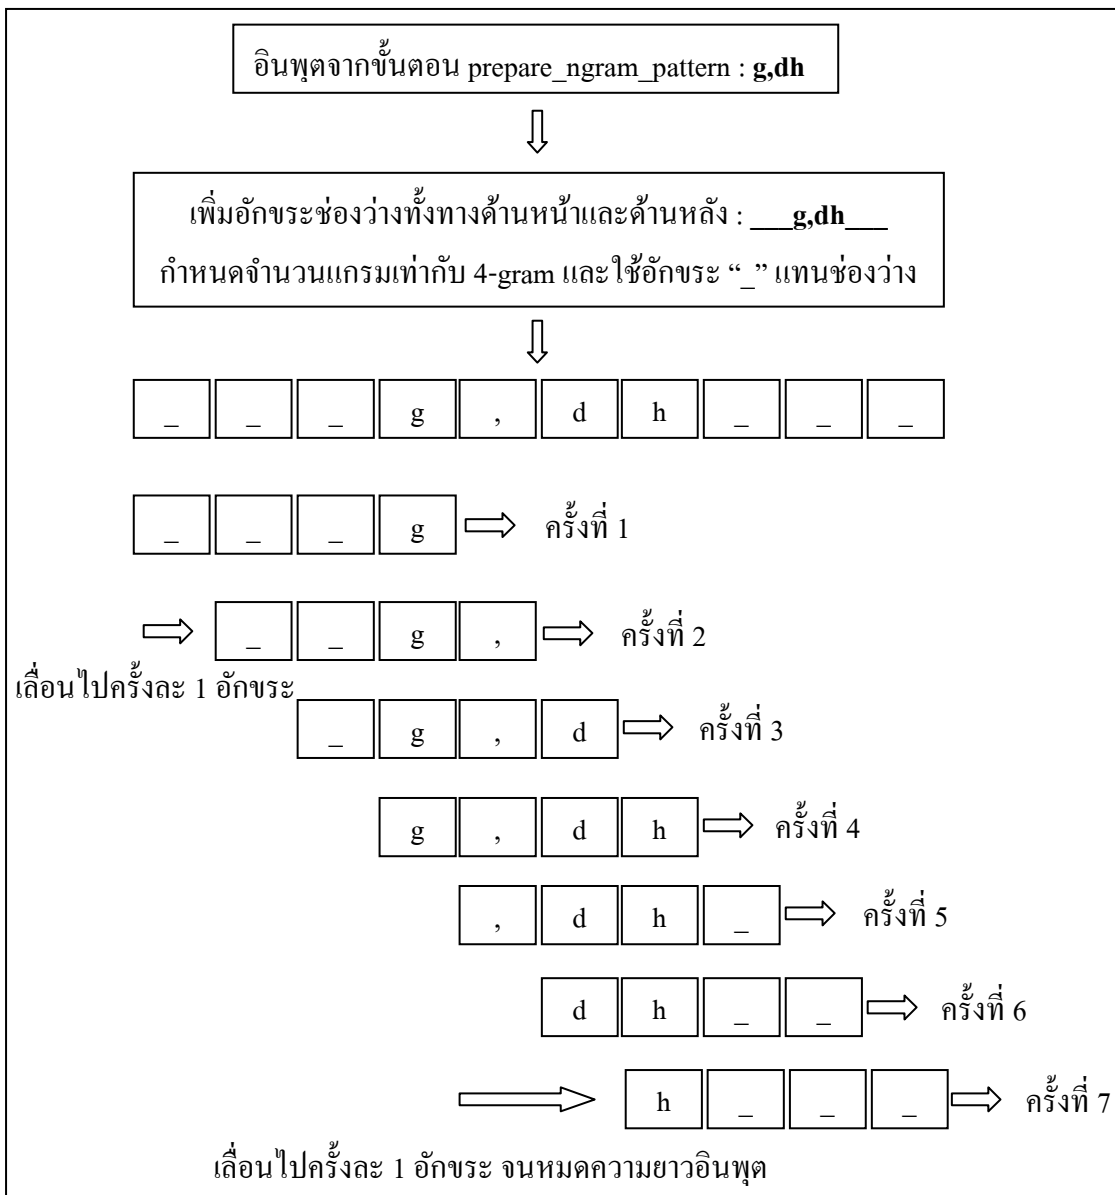 อินพุตจากขั้นตอน prepare_ngram_pattern : g,dh
เพิ่มอักขระช่องว่างทั้งทางด้านหน้าและด้านหลัง : ___g,dh___
กำหนดจำนวนแกรมเท่ากับ 4-gram และใช้อักขระ “_” แทนช่องว่าง
_ _ _ g , d h _ _ _
_ _ _ g ครั้งที่ 1
_ _ g , ครั้งที่ 2
เลื่อนไปครั้งละ 1 อักขระ
_ g , d ครั้งที่ 3
g , d h ครั้งที่ 4
, d h _ ครั้งที่ 5
d h _ _ ครั้งที่ 6
h _ _ _ ครั้งที่ 7
เลื่อนไปครั้งละ 1 อักขระ จนหมดความยาวอินพุต